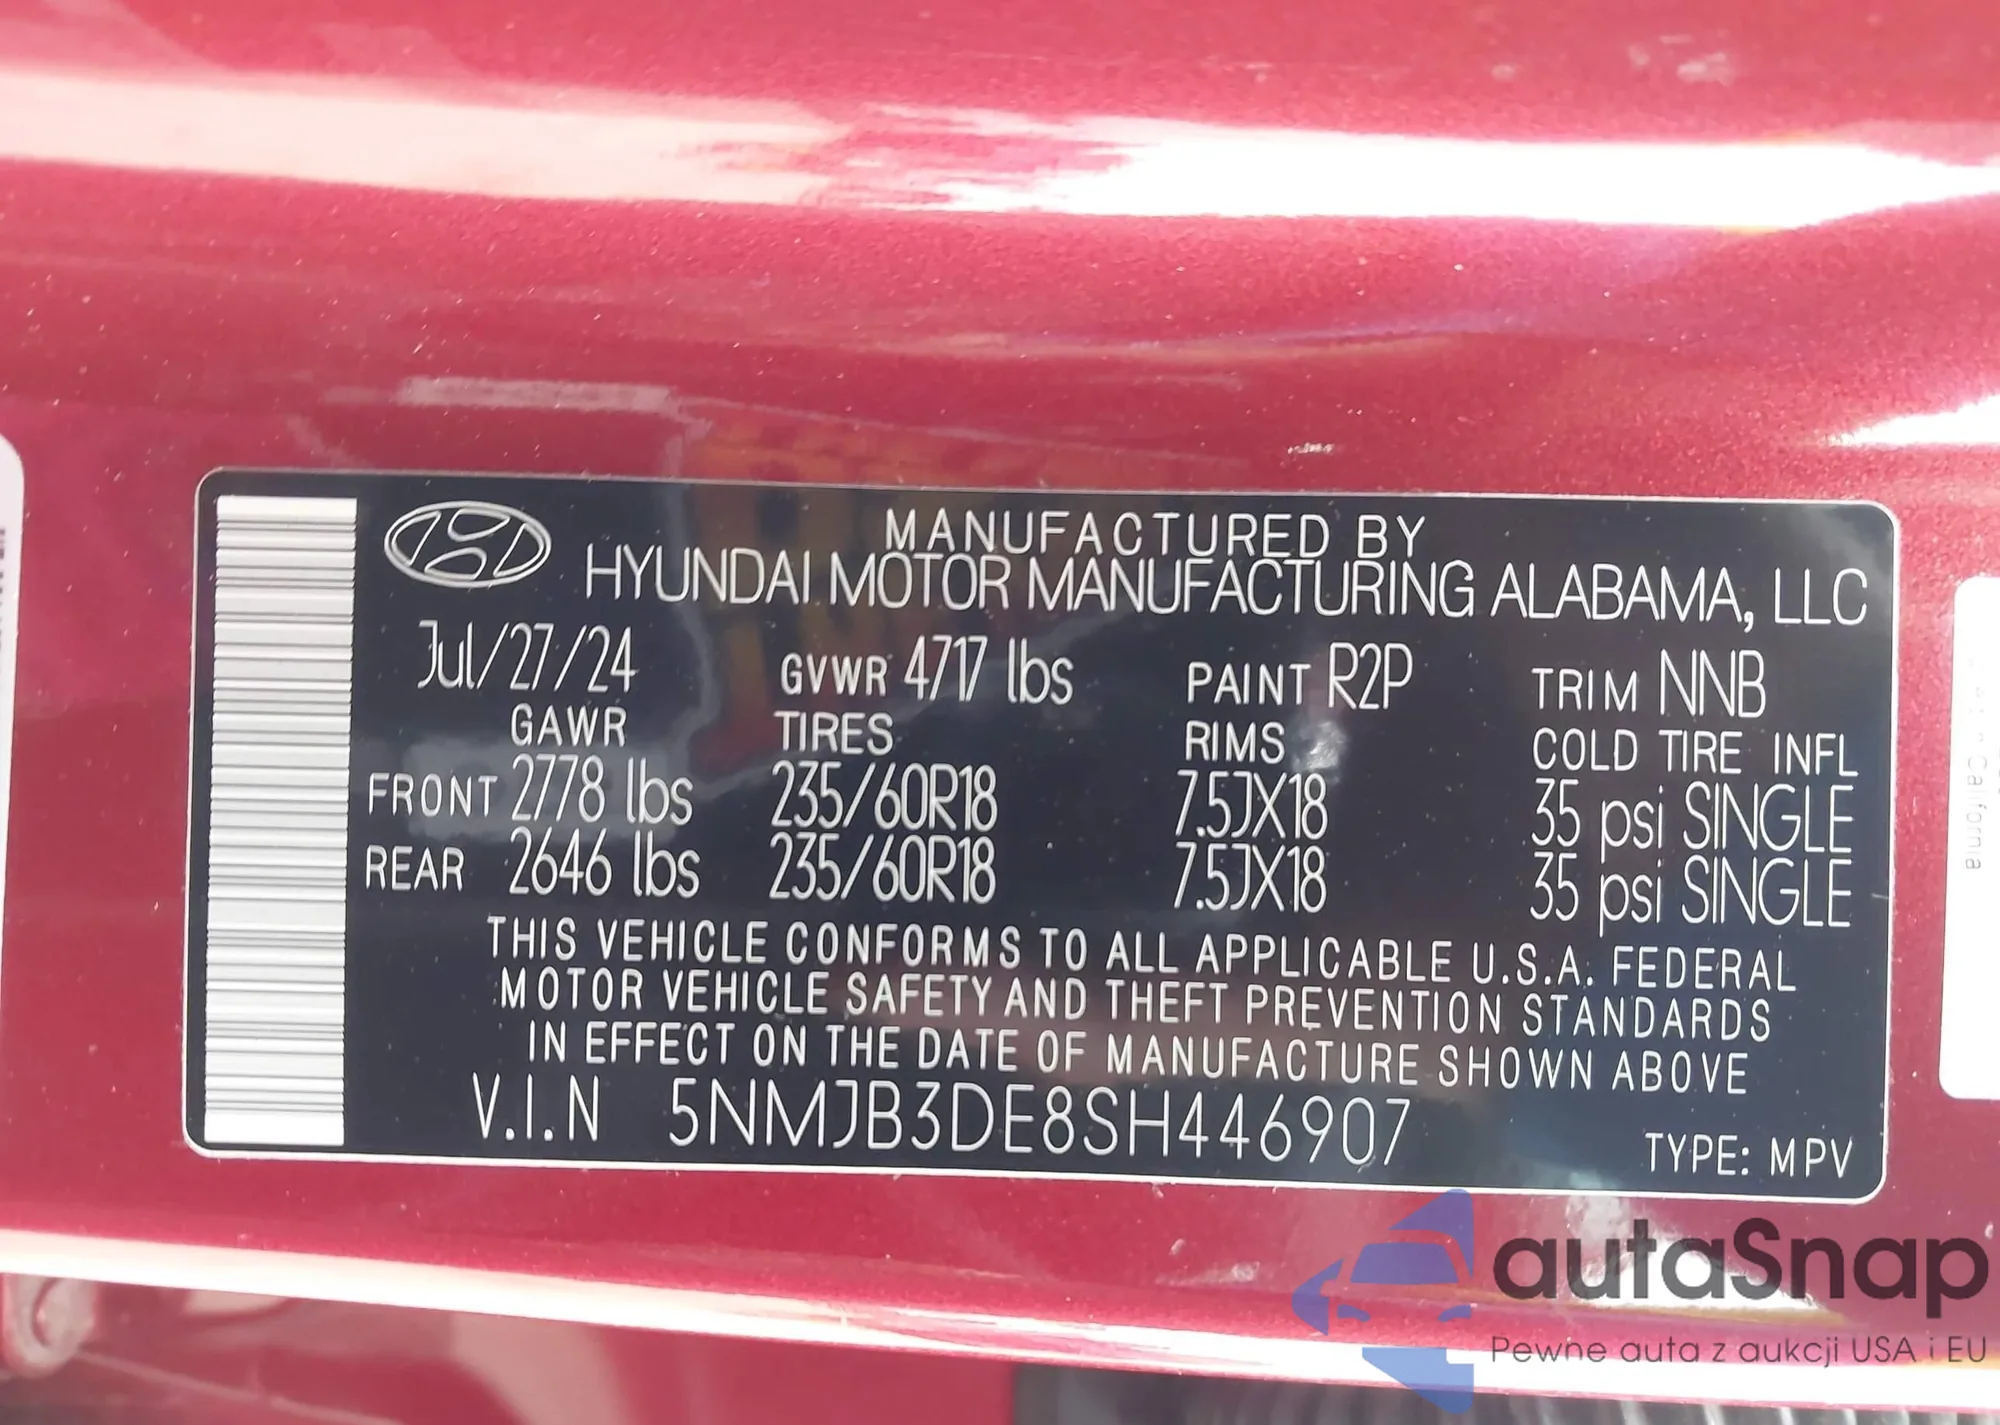 MANUFACTURED BY
HYUNDAI MOTOR MANUFACTURING ALABAMA, LLC
Jul/27/24 GVWR 4717 lbs PAINT R2P TRIM NNB
GAWR TIRES RIMS COLD TIRE INFL
FRONT 2778 lbs 235/60R18 7.5JX18 35 psi SINGLE
REAR 2646 lbs 235/60R18 7.5JX18 35 psi SINGLE
THIS VEHICLE CONFORMS TO ALL APPLICABLE U.S.A. FEDERAL
MOTOR VEHICLE SAFETY AND THEFT PREVENTION STANDARDS
IN EFFECT ON THE DATE OF MANUFACTURE SHOWN ABOVE
V.I.N 5NMJB3DE8SH446907 TYPE: MPV
California
autaSnap
Pewne auta z aukcji USA i EU